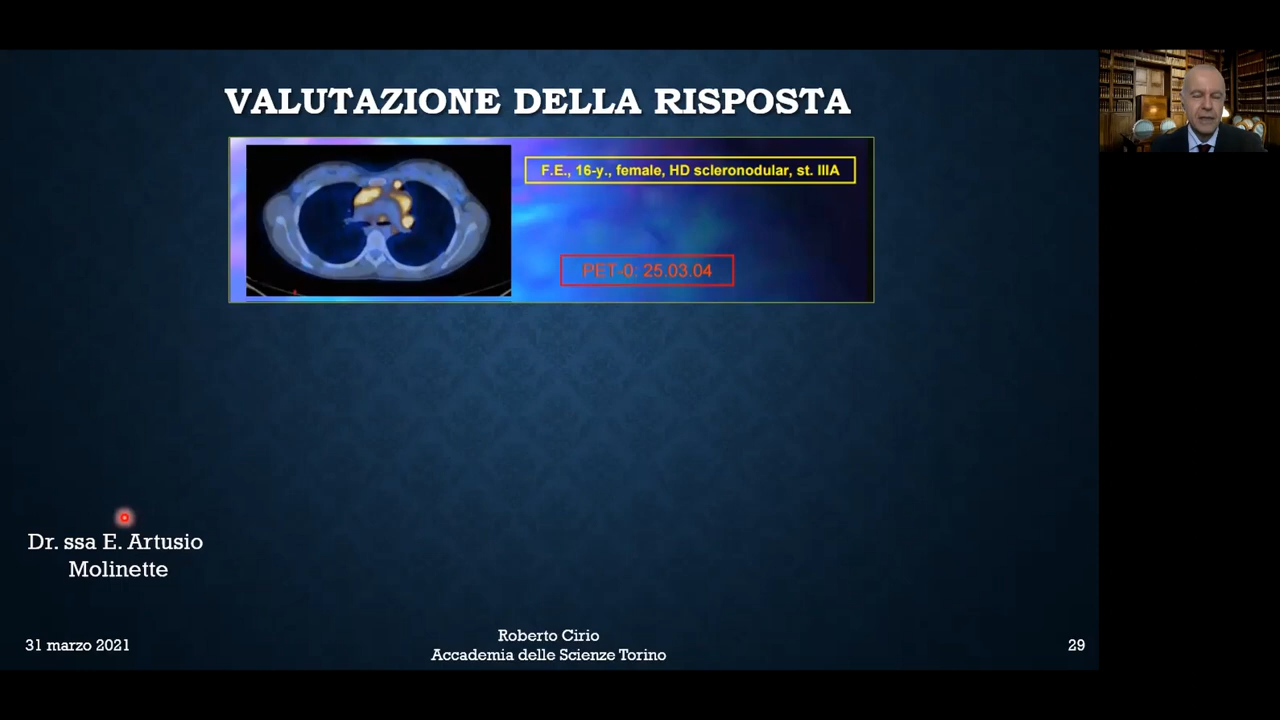 VALUTAZIONE DELLA RISPOSTA
F.E., 16-y., female, HD scleronodular, st. IIIA
PET-0: 25.03.04
Dr. ssa E. Artusio
Molinette
31 marzo 2021
Roberto Cirio
Accademia delle Scienze Torino
29